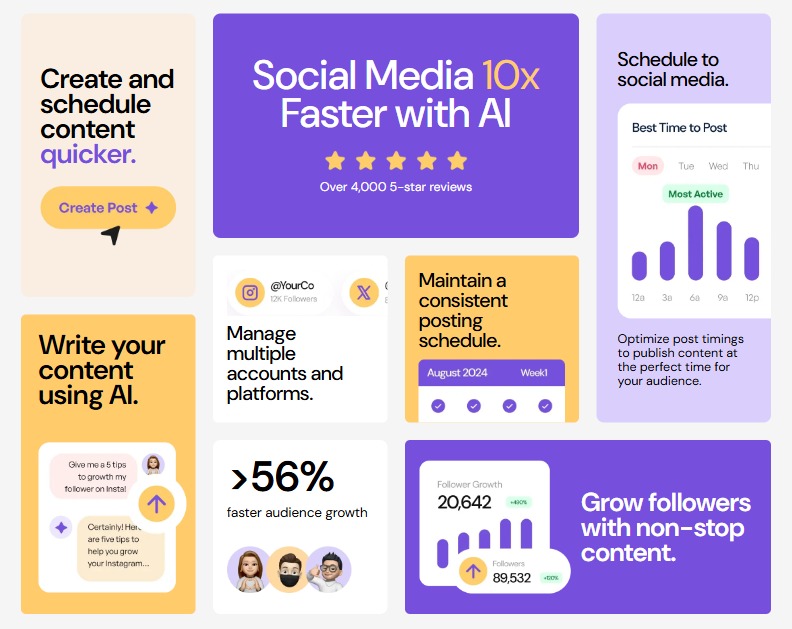 Create and
schedule
content
quicker.
Create Post
Social Media 10x
Faster with AI
Over 4,000 5-star reviews
Schedule to
social media.
Best Time to Post
Mon Tue Wed Thu
Most Active
12a 3a 6a 9a 12p
Optimize post timings
to publish content at
the perfect time for
your audience.
Write your
content
using AI.
Give me a 5 tips
to growth my
follower on Insta!
Certainly! Here
are five tips to
help you grow
your Instagram...
@YourCo
12K Followers
Manage
multiple
accounts and
platforms.
Maintain a
consistent
posting
schedule.
August 2024 Week1
>56%
faster audience growth
Follower Growth
20,642
Followers
89,532
Grow followers
with non-stop
content.